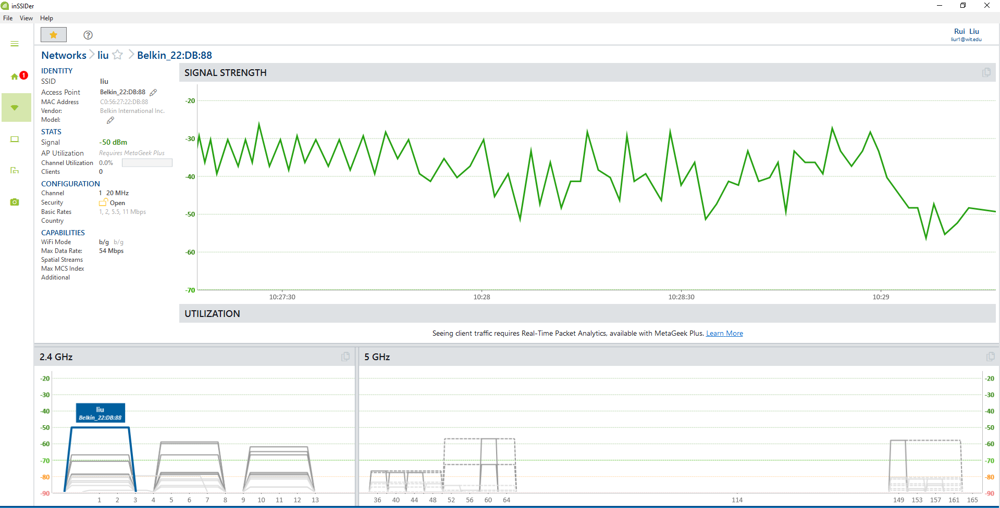 inSSIDer
File View Help
Rui Liu
liur1@wit.edu
Networks liu Belkin_22:DB:88
1
IDENTITY
SSID liu
Access Point Belkin_22:DB:88
MAC Address C0:56:27:22:DB:88
Vendor: Belkin International Inc.
Model:
STATS
Signal -50 dBm
AP Utilization Requires MetaGeek Plus
Channel Utilization 0.0%
Clients 0
CONFIGURATION
Channel 1 20 MHz
Security Open
Basic Rates 1, 2, 5.5, 11 Mbps
Country
CAPABILITIES
WiFi Mode b/g b/g
Max Data Rate: 54 Mbps
Spatial Streams
Max MCS Index
Additional
SIGNAL STRENGTH
-20
-30
-40
-50
-60
-70
10:27:30 10:28 10:28:30 10:29
UTILIZATION
Seeing client traffic requires Real-Time Packet Analytics, available with MetaGeek Plus. Learn More
2.4 GHz
-20
-30
-40
-50
-60
-70
-80
-90
liu
Belkin_22:DB:88
1 2 3 4 5 6 7 8 9 10 11 12 13
5 GHz
-20
-30
-40
-50
-60
-70
-80
-90
36 40 44 48 52 56 60 64 114 149 153 157 161 165